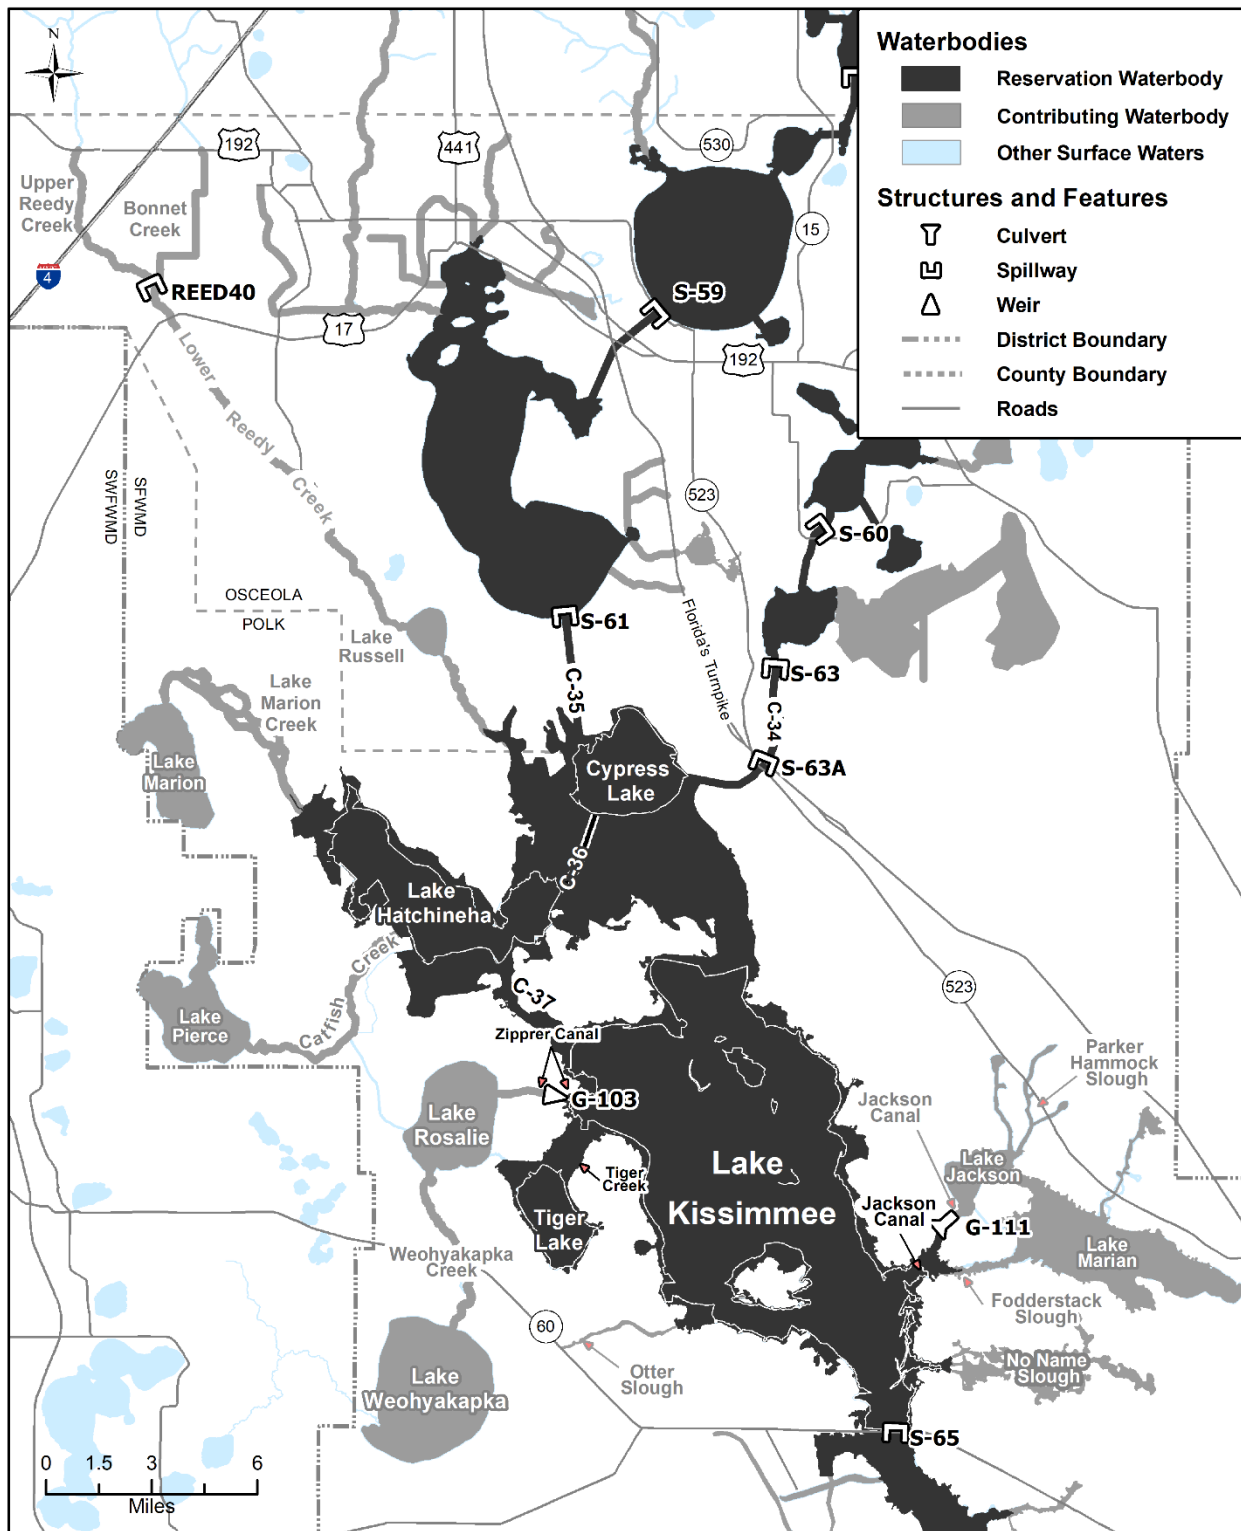 N
Waterbodies
Reservation Waterbody
Contributing Waterbody
Other Surface Waters
Structures and Features
Culvert
Spillway
Weir
District Boundary
County Boundary
Roads
192
441
530
15
Upper
Reedy
Creek
Bonnet
Creek
4
REED40
S-59
17
192
Lower
Reedy
Creek
523
SWFWMD
SFWMD
S-60
OSCEOLA
POLK
S-61
Florida's Turnpike
Lake
Russell
S-63
C-35
C-34
Lake
Marion
Creek
Lake
Marion
Cypress
Lake
S-63A
C-36
Lake
Hatchineha
Catfish
Creek
C-37
523
Lake
Pierce
Zipprer Canal
Parker
Hammock
Slough
Jackson
Canal
G-103
Lake
Rosalie
Lake
Kissimmee
Lake
Jackson
Tiger
Creek
Jackson
Canal
G-111
Tiger
Lake
Lake
Marian
Weohyakapka
Creek
Fodderstack
Slough
60
Otter
Slough
No Name
Slough
Lake
Weohyakapka
S-65
0 1.5 3 6
Miles